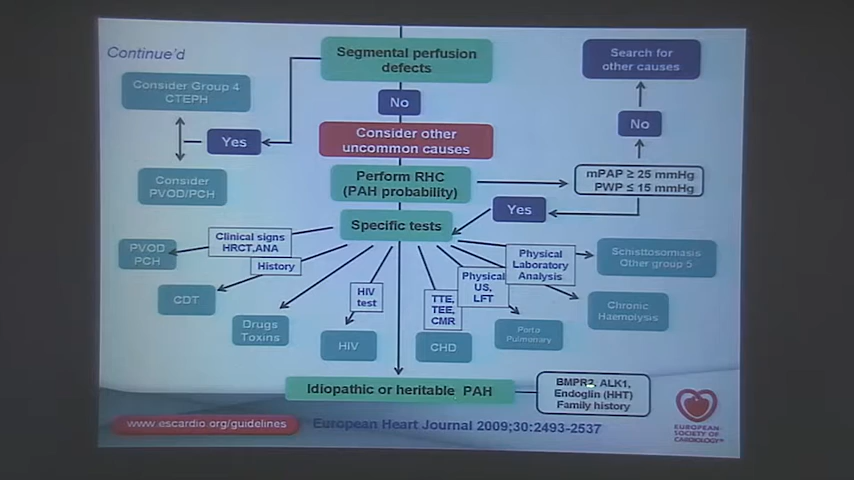 Continue'd
Segmental perfusion
defects
Search for
other causes
Consider Group 4
CTEPH
No
No
Yes
Consider other
uncommon causes
Consider
PVOD/PCH
Perform RHC
(PAH probability)
mPAP ≥ 25 mmHg
PWP ≤ 15 mmHg
Yes
Specific tests
Clinical signs
HRCT,ANA
PVOD
PCH
History
Physical
Laboratory
Analysis
Schisttosomiasis
Other group 5
Physical
US,
LFT
HIV
test
TTE,
TEE,
CMR
CDT
Chronic
Haemolysis
Drugs
Toxins
HIV
CHD
Porto
Pulmonary
Idiopathic or heritable PAH
BMPR2, ALK1,
Endoglin (HHT)
Family history
www.escardio.org/guidelines
European Heart Journal 2009;30:2493-2537
EUROPEAN
SOCIETY OF
CARDIOLOGY®